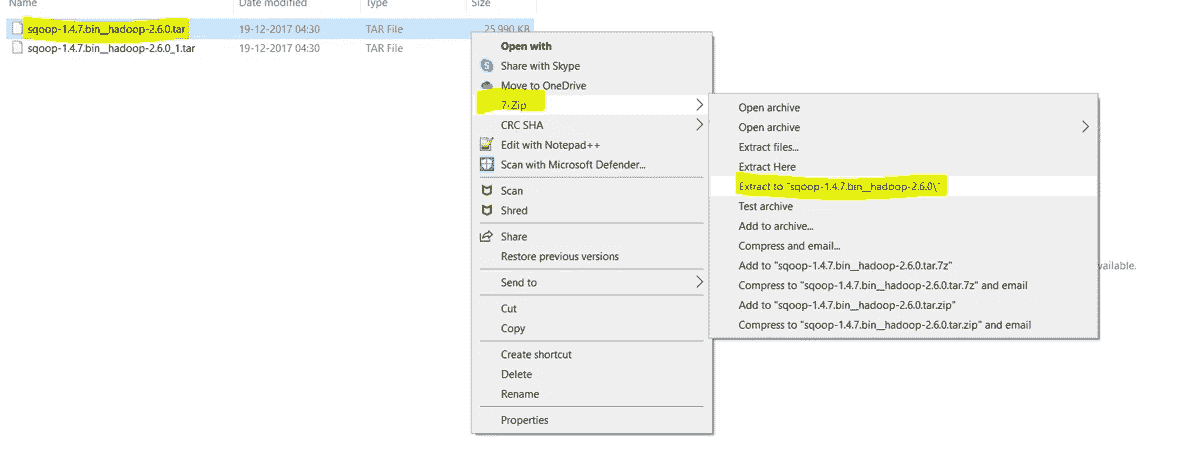 Name Date modified Type Size
sqoop-1.4.7.bin__hadoop-2.6.0.tar 19-12-2017 04:30 TAR File 25,990 KB
sqoop-1.4.7.bin__hadoop-2.6.0_1.tar 19-12-2017 04:30 TAR File
Open with
Share with Skype
Move to OneDrive
7-Zip
CRC SHA
Edit with Notepad++
Scan with Microsoft Defender...
Scan
Shred
Share
Restore previous versions
Send to
Cut
Copy
Create shortcut
Delete
Rename
Properties
Open archive
Open archive
Extract files...
Extract Here
Extract to "sqoop-1.4.7.bin__hadoop-2.6.0\"
Test archive
Add to archive...
Compress and email...
Add to "sqoop-1.4.7.bin__hadoop-2.6.0.tar.7z"
Compress to "sqoop-1.4.7.bin__hadoop-2.6.0.tar.7z" and email
Add to "sqoop-1.4.7.bin__hadoop-2.6.0.tar.zip"
Compress to "sqoop-1.4.7.bin__hadoop-2.6.0.tar.zip" and email
vailable.